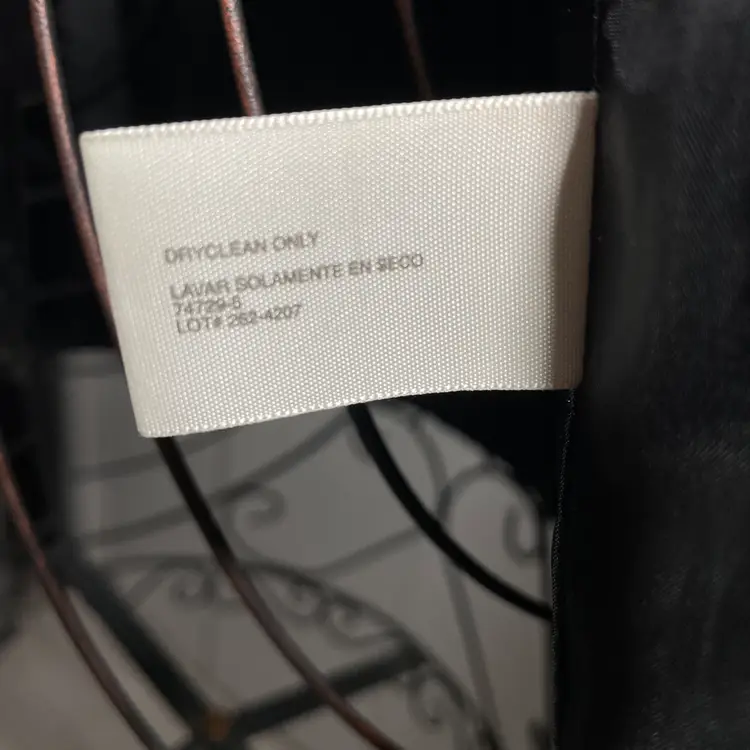 DRYCLEAN ONLY
LAVAR SOLAMENTE EN SECO
74729-5
LOT# 262-4207